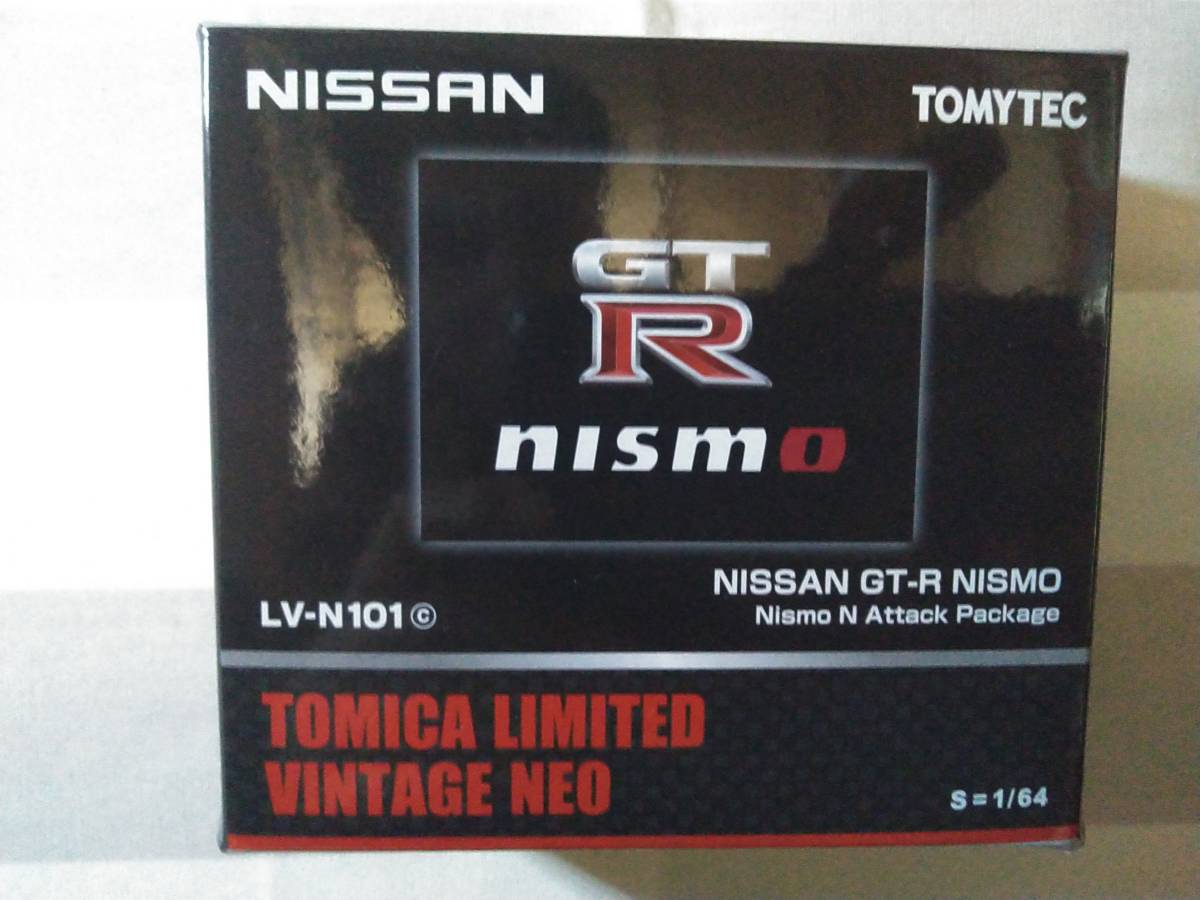 NISSAN
TOMYTEC
GT
R
nismo
NISSAN GT-R NISMO
Nismo N Attack Package
LV-N101 ©
TOMICA LIMITED
VINTAGE NEO
S=1/64